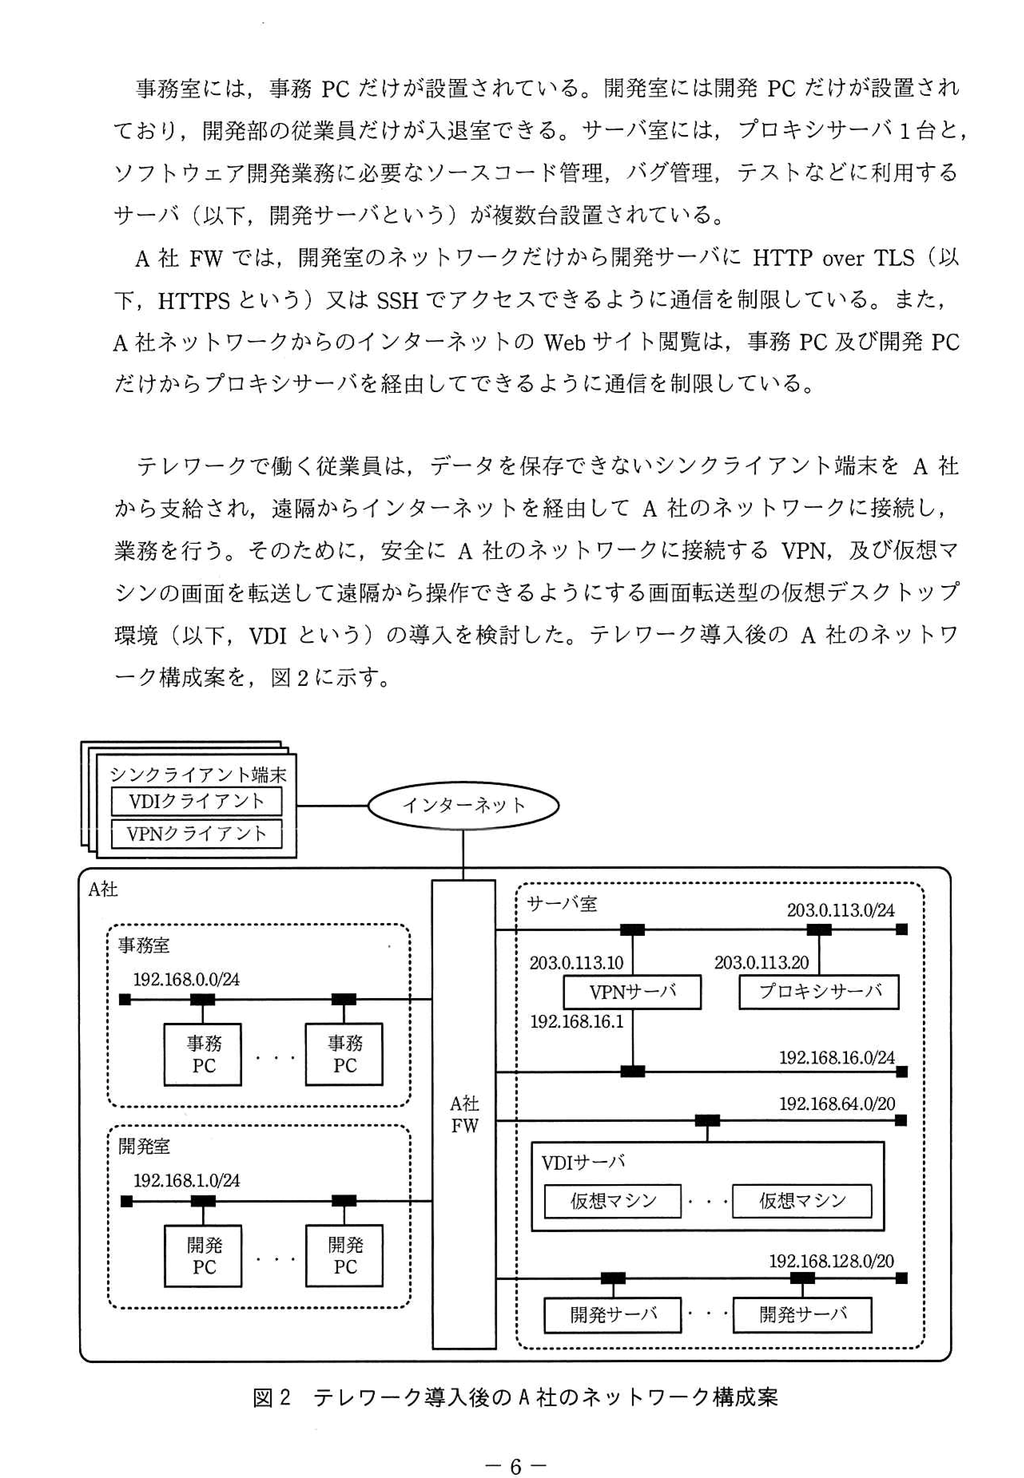 事務室には，事務 PC だけが設置されている。開発室には開発 PC だけが設置され
ており，開発部の従業員だけが入退室できる。サーバ室には，プロキシサーバ 1 台と，
ソフトウェア開発業務に必要なソースコード管理，バグ管理，テストなどに利用する
サーバ（以下，開発サーバという）が複数台設置されている。
A 社 FW では，開発室のネットワークだけから開発サーバに HTTP over TLS（以
下，HTTPS という）又は SSH でアクセスできるように通信を制限している。また，
A 社ネットワークからのインターネットの Web サイト閲覧は，事務 PC 及び開発 PC
だけからプロキシサーバを経由してできるように通信を制限している。
テレワークで働く従業員は，データを保存できないシンクライアント端末を A 社
から支給され，遠隔からインターネットを経由して A 社のネットワークに接続し，
業務を行う。そのために，安全に A 社のネットワークに接続する VPN，及び仮想マ
シンの画面を転送して遠隔から操作できるようにする画面転送型の仮想デスクトップ
環境（以下，VDI という）の導入を検討した。テレワーク導入後の A 社のネットワ
ーク構成案を，図 2 に示す。
シンクライアント端末
VDIクライアント
VPNクライアント
インターネット
A社
事務室
192.168.0.0/24
事務
PC
・・・
事務
PC
開発室
192.168.1.0/24
開発
PC
・・・
開発
PC
A社
FW
サーバ室
203.0.113.0/24
203.0.113.10
203.0.113.20
VPNサーバ
プロキシサーバ
192.168.16.1
192.168.16.0/24
192.168.64.0/20
VDIサーバ
仮想マシン
・・・
仮想マシン
192.168.128.0/20
開発サーバ
・・・
開発サーバ
図 2 テレワーク導入後の A 社のネットワーク構成案
－ 6 －